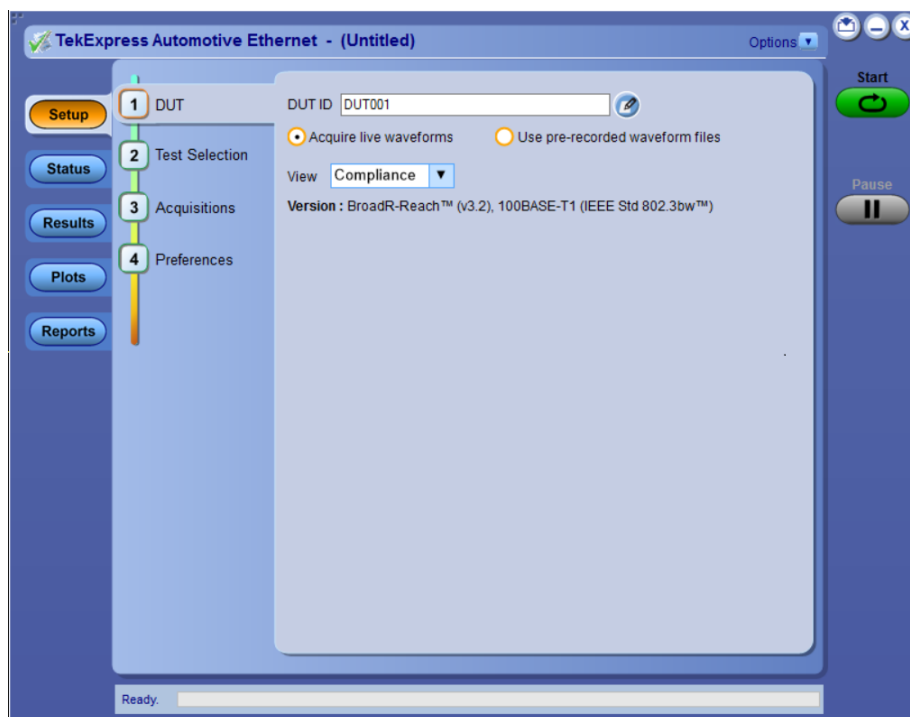 TekExpress Automotive Ethernet - (Untitled)
Options
X
Start
Pause
Setup
Status
Results
Plots
Reports
1 DUT
2 Test Selection
3 Acquisitions
4 Preferences
DUT ID DUT001
Acquire live waveforms Use pre-recorded waveform files
View Compliance
Version : BroadR-Reach™ (v3.2), 100BASE-T1 (IEEE Std 802.3bw™)
Ready.